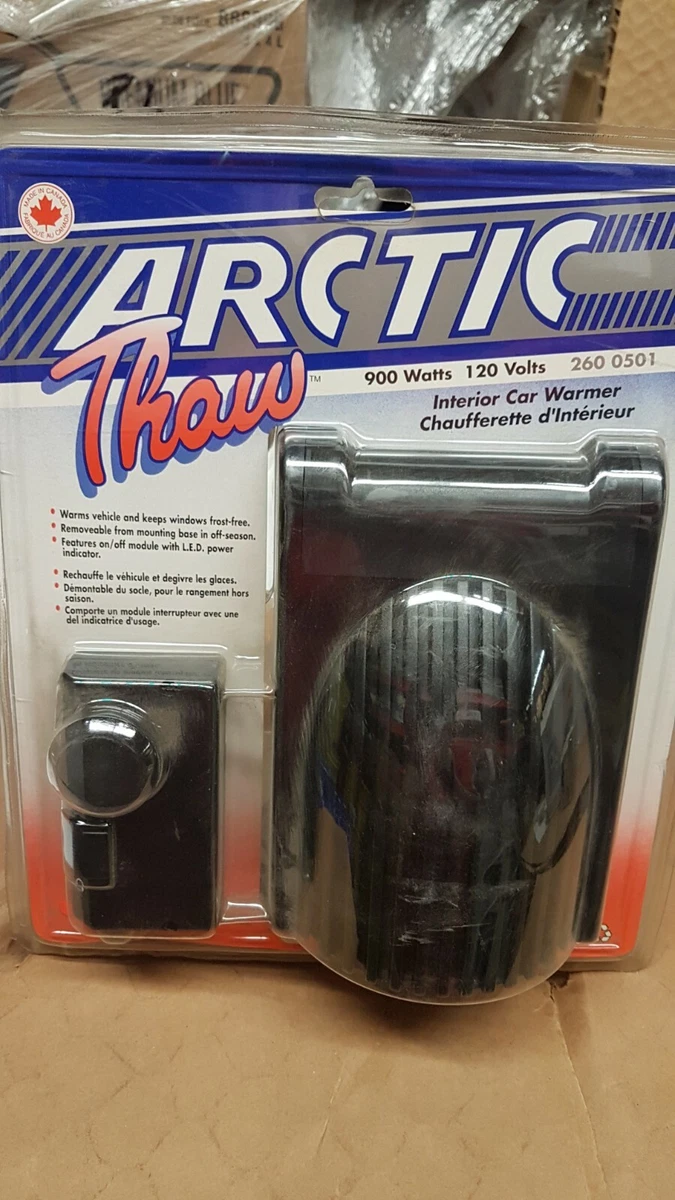 MADE IN CANADA
FABRIQUÉ AU CANADA
ARCTIC
Thaw™
900 Watts 120 Volts 260 0501
Interior Car Warmer
Chaufferette d'Intérieur
• Warms vehicle and keeps windows frost-free.
• Removeable from mounting base in off-season.
• Features on/off module with L.E.D. power
indicator.
• Rechauffe le véhicule et degivre les glaces.
• Démontable du socle, pour le rangement hors
saison.
• Comporte un module interrupteur avec une
del indicatrice d'usage.